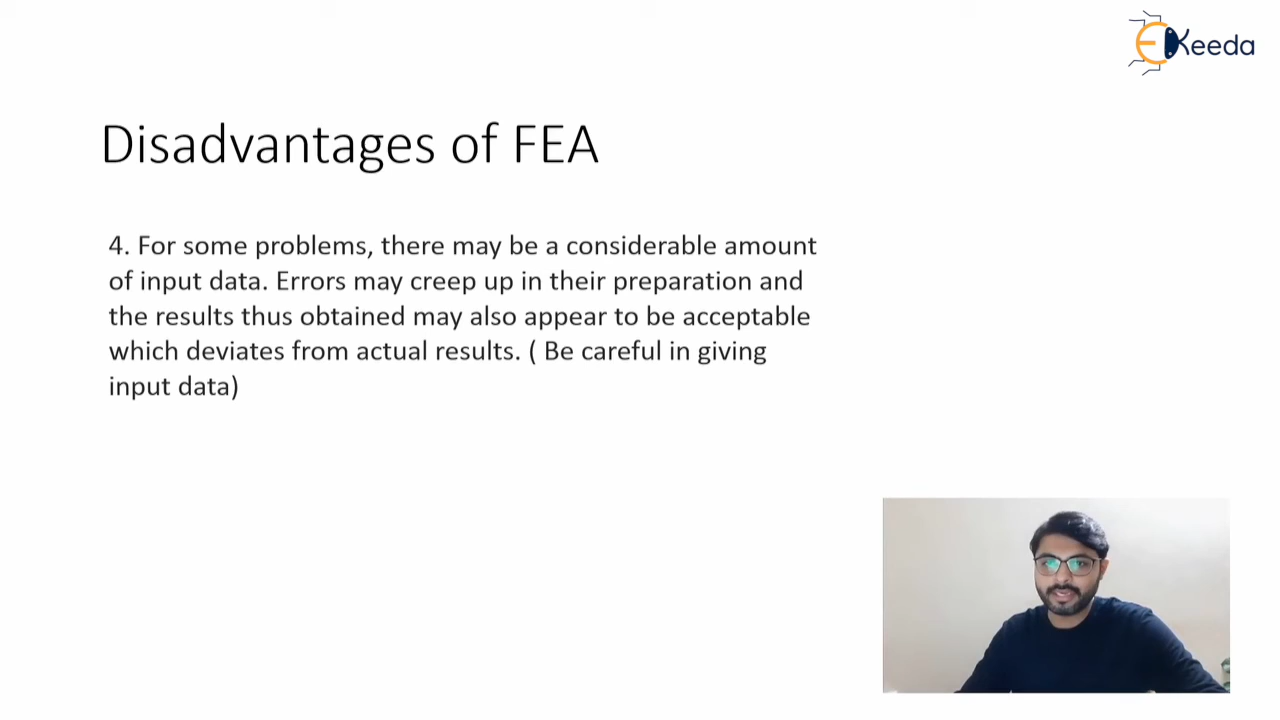 EKeeda
Disadvantages of FEA
4. For some problems, there may be a considerable amount
of input data. Errors may creep up in their preparation and
the results thus obtained may also appear to be acceptable
which deviates from actual results. ( Be careful in giving
input data)